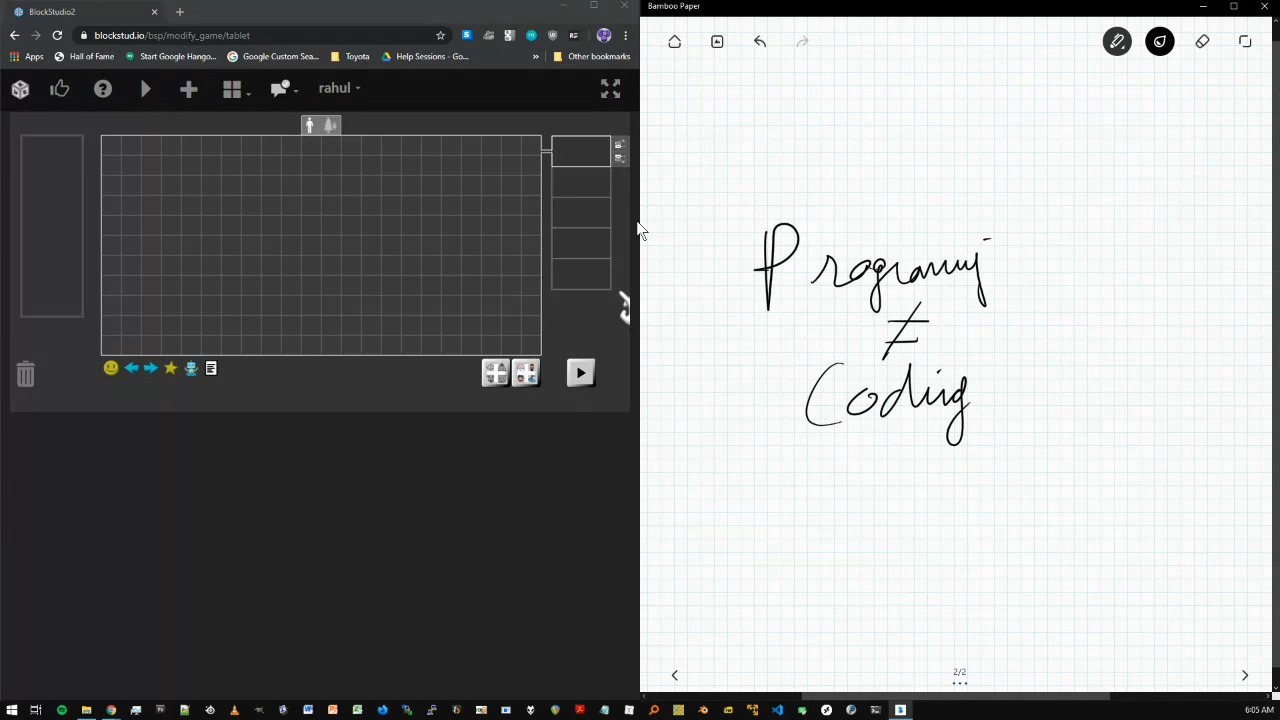 BlockStudio2
Bamboo Paper
blockstud.io/bsp/modify_game/tablet
Apps
Hall of Fame
Start Google Hango...
Google Custom Sea...
Toyota
Help Sessions - Go...
»
Other bookmarks
rahul
Programing
≠
Coding
2/2
6:05 AM